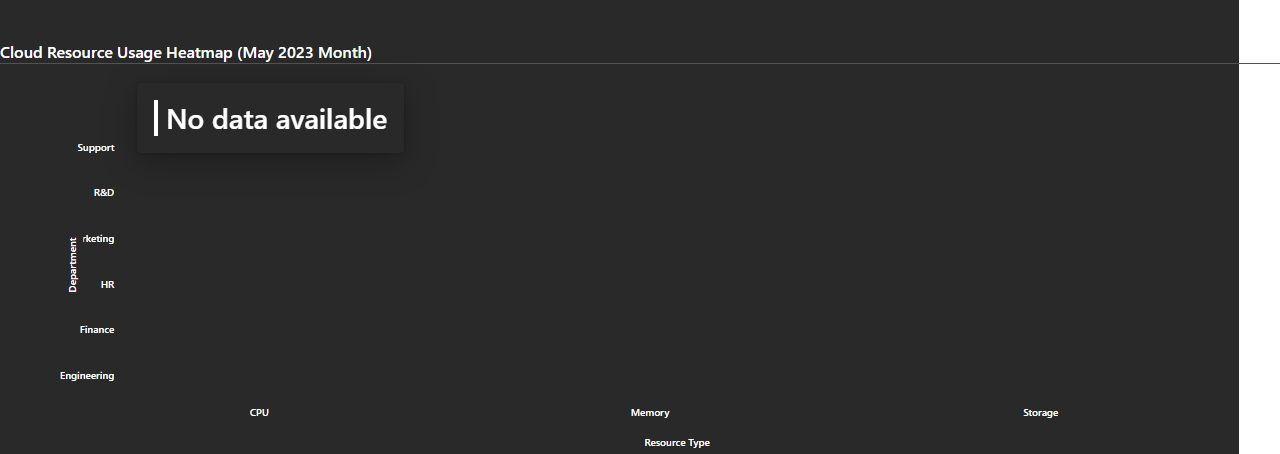 Cloud Resource Usage Heatmap (May 2023 Month)
No data available
Support
R&D
rketing
Department
HR
Finance
Engineering
CPU
Memory
Storage
Resource Type